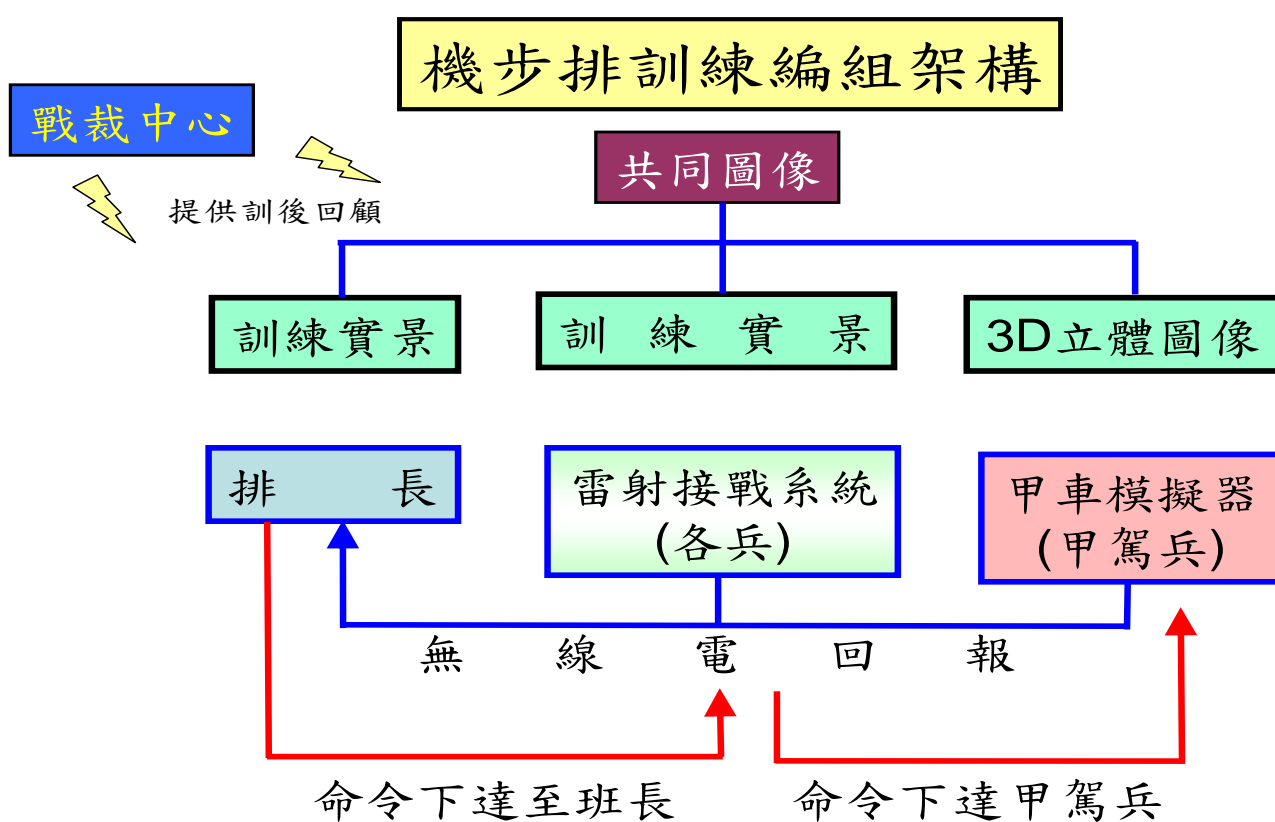 機步排訓練編組架構
戰裁中心
共同圖像
提供訓後回顧
訓練實景
訓練實景
3D立體圖像
排長
雷射接戰系統
(各兵)
甲車模擬器
(甲駕兵)
無線電回報
命令下達至班長
命令下達甲駕兵